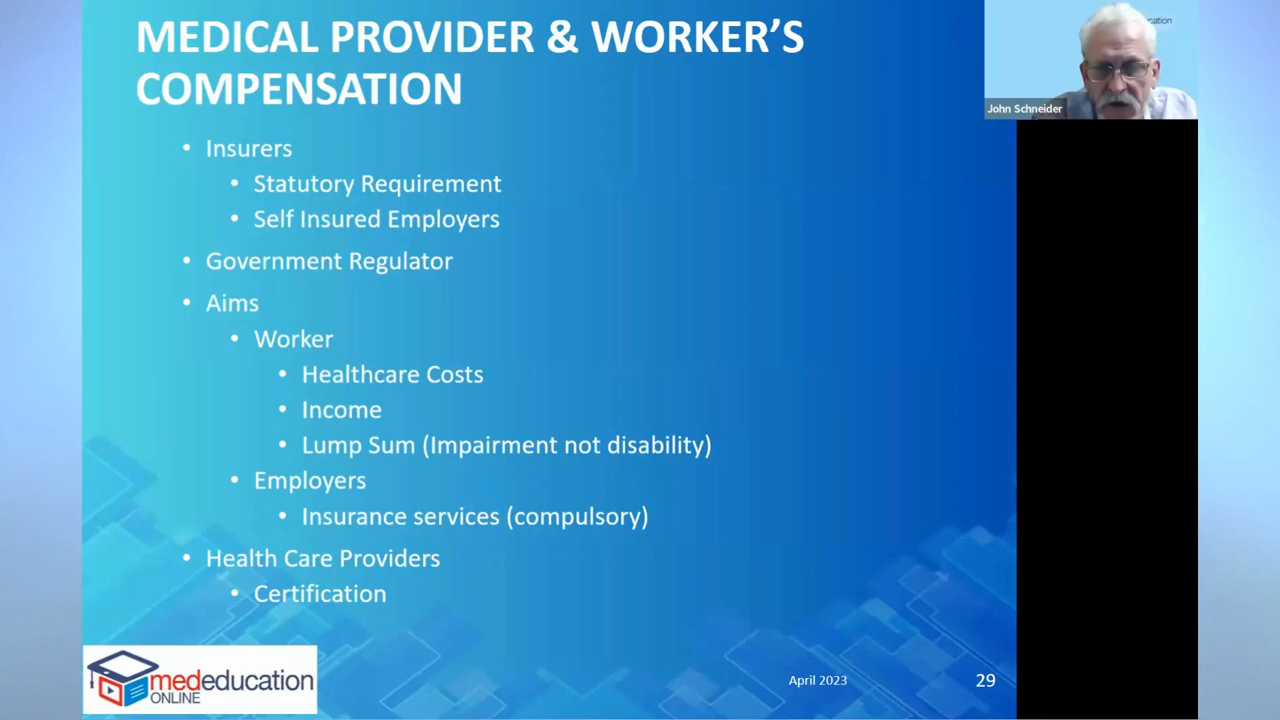 MEDICAL PROVIDER & WORKER'S
COMPENSATION
cation
John Schneider
• Insurers
• Statutory Requirement
• Self Insured Employers
• Government Regulator
• Aims
• Worker
• Healthcare Costs
• Income
• Lump Sum (Impairment not disability)
• Employers
• Insurance services (compulsory)
• Health Care Providers
• Certification
mededucation
ONLINE
April 2023
29